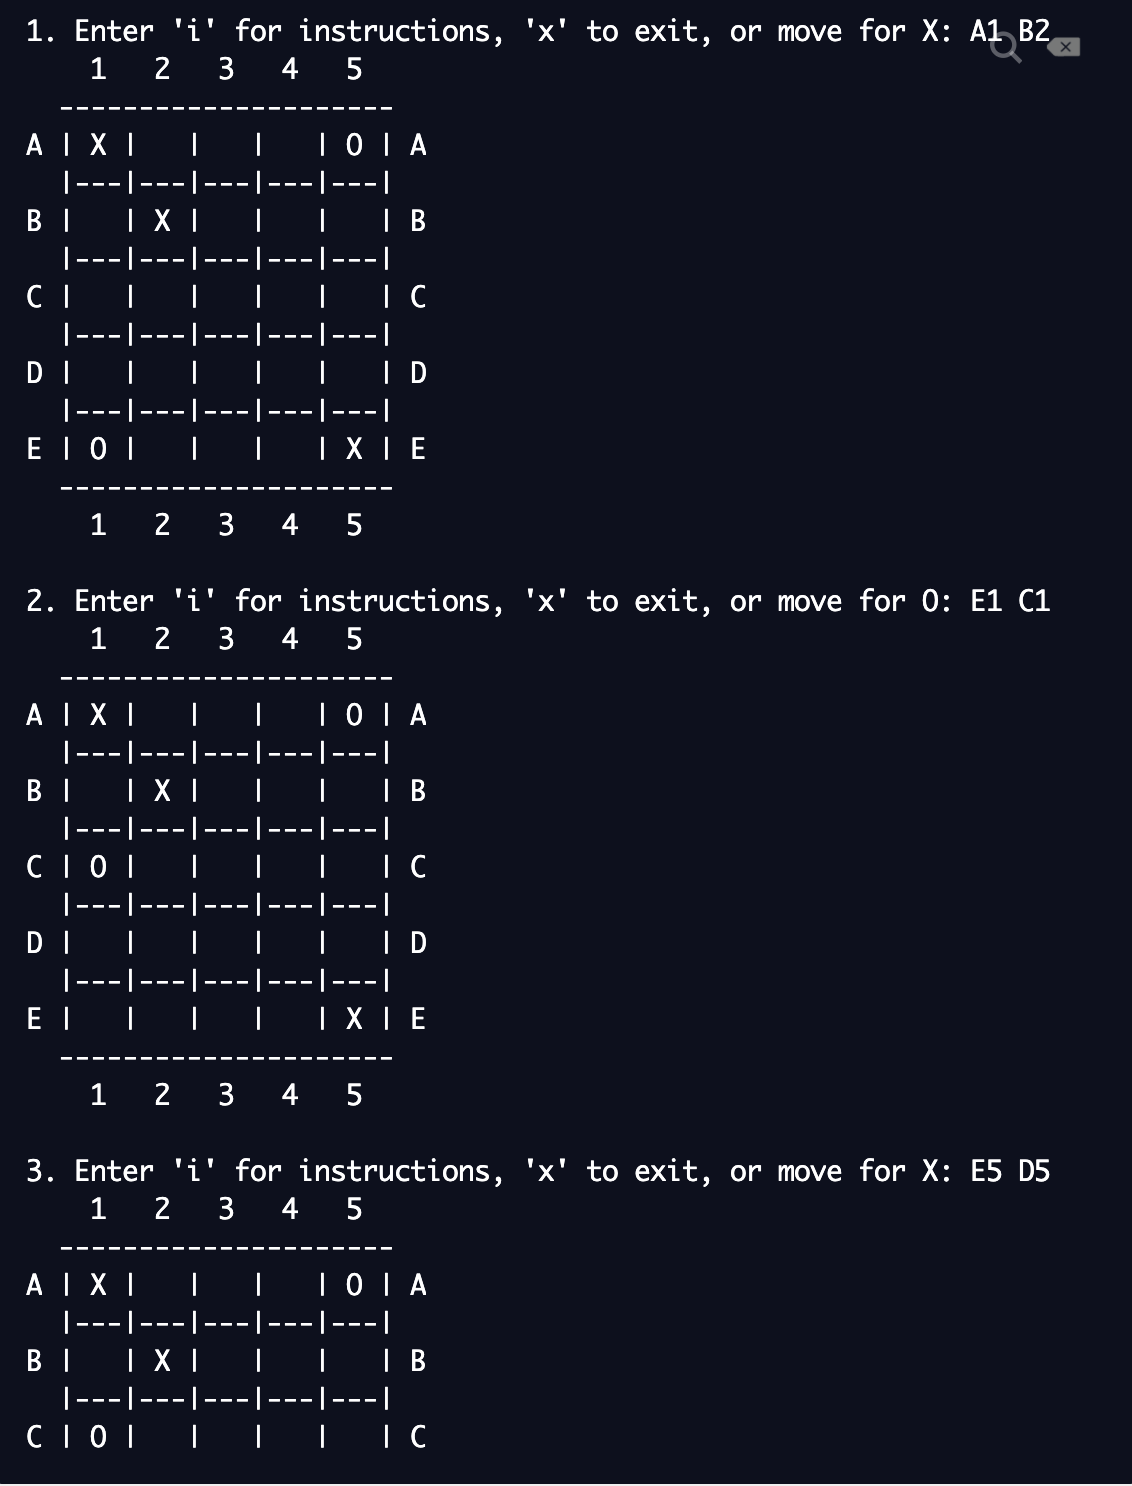 1. Enter 'i' for instructions, 'x' to exit, or move for X: A1 B2
    1   2   3   4   5
  ---------------------
A | X |   |   |   | O | A
  |---|---|---|---|---|
B |   | X |   |   |   | B
  |---|---|---|---|---|
C |   |   |   |   |   | C
  |---|---|---|---|---|
D |   |   |   |   |   | D
  |---|---|---|---|---|
E | O |   |   |   | X | E
  ---------------------
    1   2   3   4   5

2. Enter 'i' for instructions, 'x' to exit, or move for O: E1 C1
    1   2   3   4   5
  ---------------------
A | X |   |   |   | O | A
  |---|---|---|---|---|
B |   | X |   |   |   | B
  |---|---|---|---|---|
C | O |   |   |   |   | C
  |---|---|---|---|---|
D |   |   |   |   |   | D
  |---|---|---|---|---|
E |   |   |   |   | X | E
  ---------------------
    1   2   3   4   5

3. Enter 'i' for instructions, 'x' to exit, or move for X: E5 D5
    1   2   3   4   5
  ---------------------
A | X |   |   |   | O | A
  |---|---|---|---|---|
B |   | X |   |   |   | B
  |---|---|---|---|---|
C | O |   |   |   |   | C